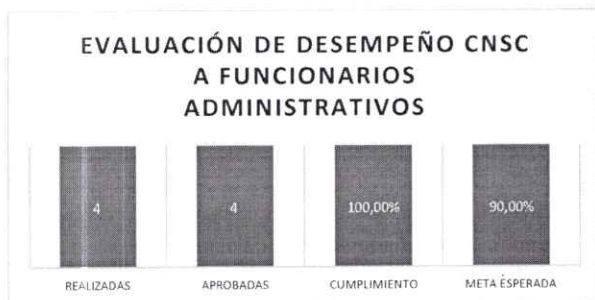 EVALUACIÓN DE DESEMPEÑO CNSC
A FUNCIONARIOS
ADMINISTRATIVOS
4 4 100,00% 90,00%
REALIZADAS APROBADAS CUMPLIMIENTO META ESPERADA